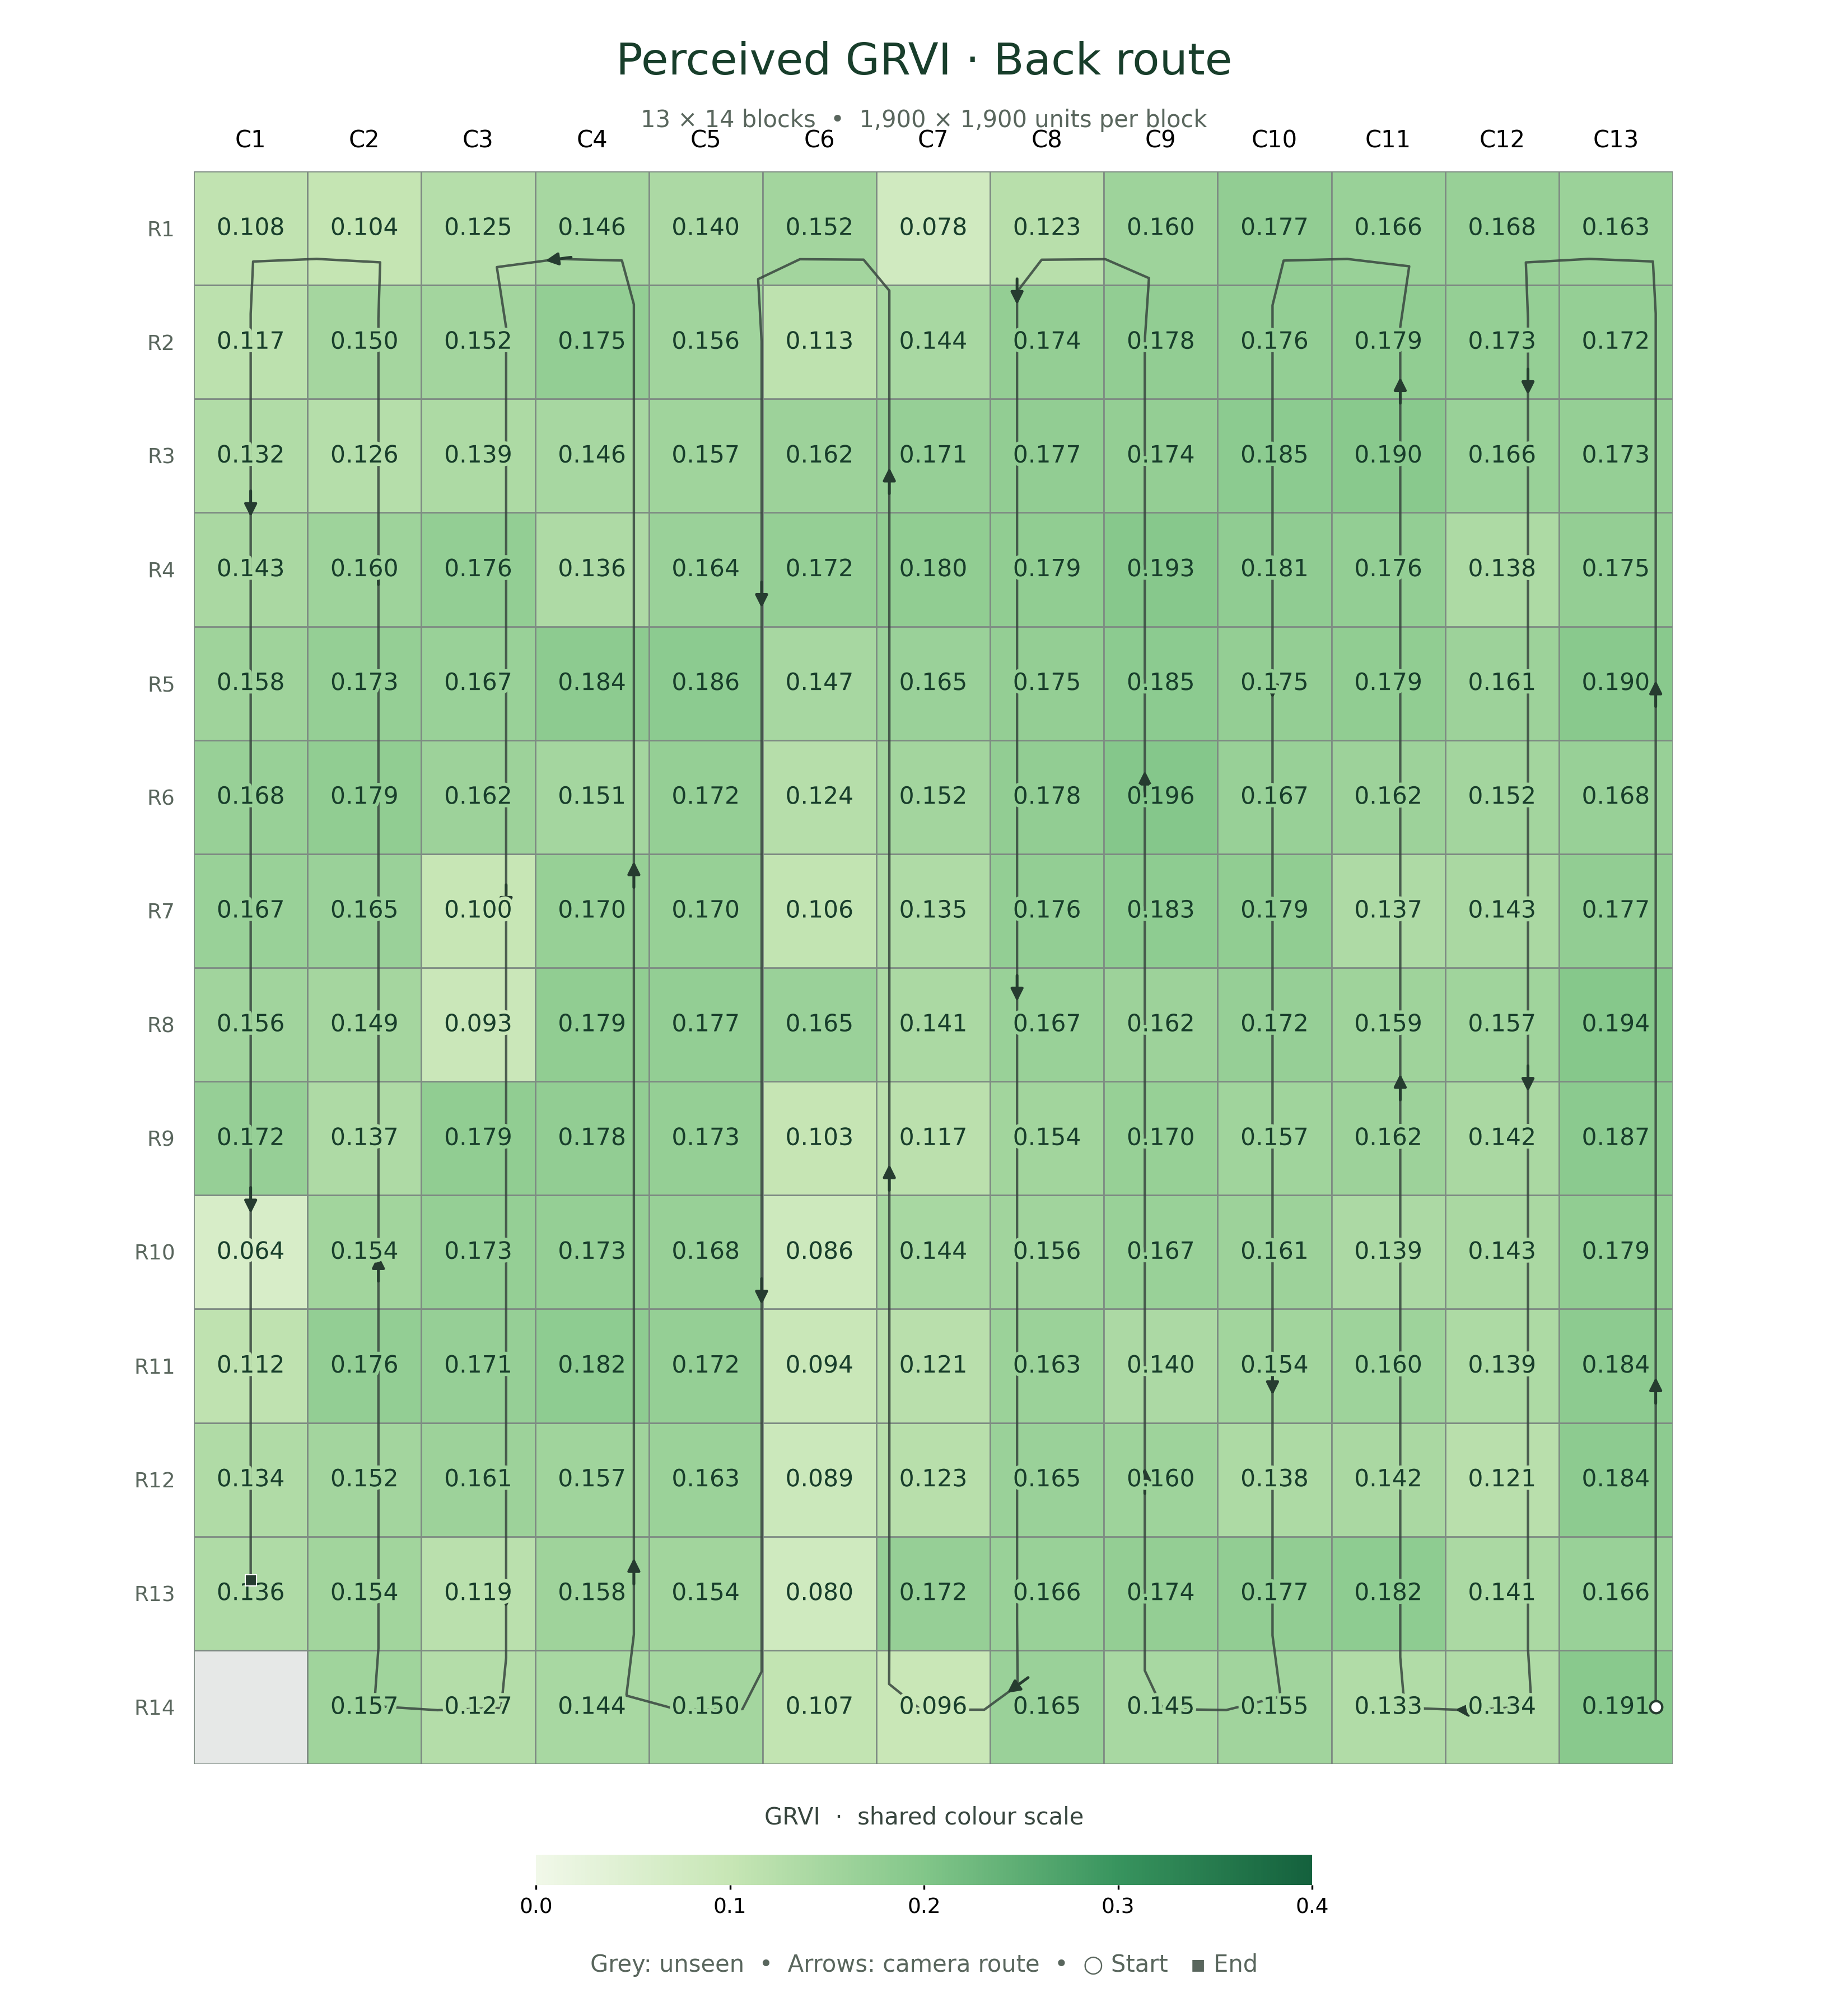 Perceived GRVI · Back route
13 × 14 blocks • 1,900 × 1,900 units per block
C1 C2 C3 C4 C5 C6 C7 C8 C9 C10 C11 C12 C13
R1 0.108 0.104 0.125 0.146 0.140 0.152 0.078 0.123 0.160 0.177 0.166 0.168 0.163
R2 0.117 0.150 0.152 0.175 0.156 0.113 0.144 0.174 0.178 0.176 0.179 0.173 0.172
R3 0.132 0.126 0.139 0.146 0.157 0.162 0.171 0.177 0.174 0.185 0.190 0.166 0.173
R4 0.143 0.160 0.176 0.136 0.164 0.172 0.180 0.179 0.193 0.181 0.176 0.138 0.175
R5 0.158 0.173 0.167 0.184 0.186 0.147 0.165 0.175 0.185 0.175 0.179 0.161 0.190
R6 0.168 0.179 0.162 0.151 0.172 0.124 0.152 0.178 0.196 0.167 0.162 0.152 0.168
R7 0.167 0.165 0.100 0.170 0.170 0.106 0.135 0.176 0.183 0.179 0.137 0.143 0.177
R8 0.156 0.149 0.093 0.179 0.177 0.165 0.141 0.167 0.162 0.172 0.159 0.157 0.194
R9 0.172 0.137 0.179 0.178 0.173 0.103 0.117 0.154 0.170 0.157 0.162 0.142 0.187
R10 0.064 0.154 0.173 0.173 0.168 0.086 0.144 0.156 0.167 0.161 0.139 0.143 0.179
R11 0.112 0.176 0.171 0.182 0.172 0.094 0.121 0.163 0.140 0.154 0.160 0.139 0.184
R12 0.134 0.152 0.161 0.157 0.163 0.089 0.123 0.165 0.160 0.138 0.142 0.121 0.184
R13 0.136 0.154 0.119 0.158 0.154 0.080 0.172 0.166 0.174 0.177 0.182 0.141 0.166
R14 0.157 0.127 0.144 0.150 0.107 0.096 0.165 0.145 0.155 0.133 0.134 0.191
GRVI · shared colour scale
0.0 0.1 0.2 0.3 0.4
Grey: unseen • Arrows: camera route • ○ Start ■ End